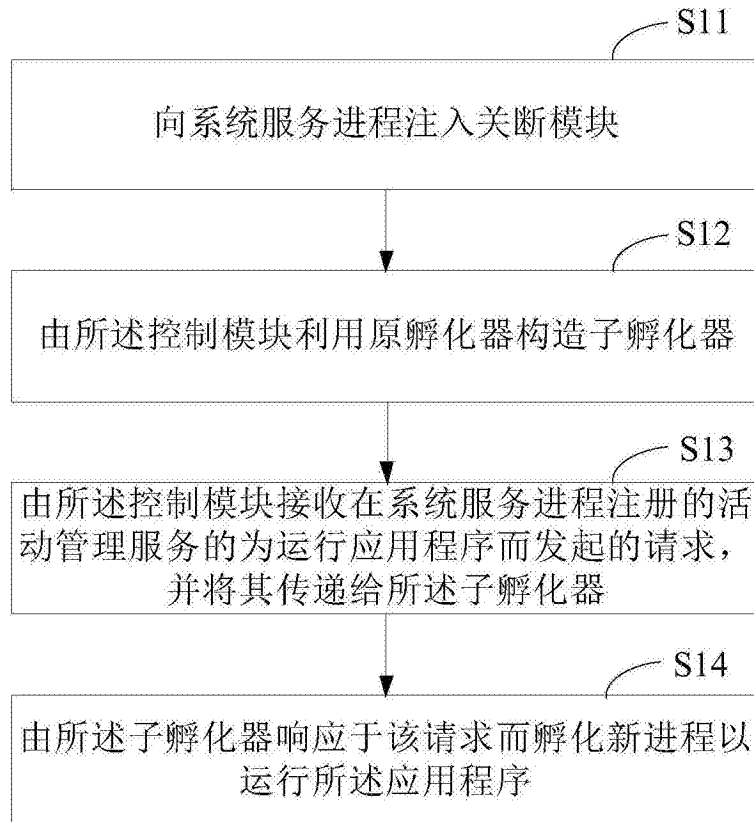 S11
向系统服务进程注入关断模块
S12
由所述控制模块利用原孵化器构造子孵化器
S13
由所述控制模块接收在系统服务进程注册的活
动管理服务的为运行应用程序而发起的请求，
并将其传递给所述子孵化器
S14
由所述子孵化器响应于该请求而孵化新进程以
运行所述应用程序